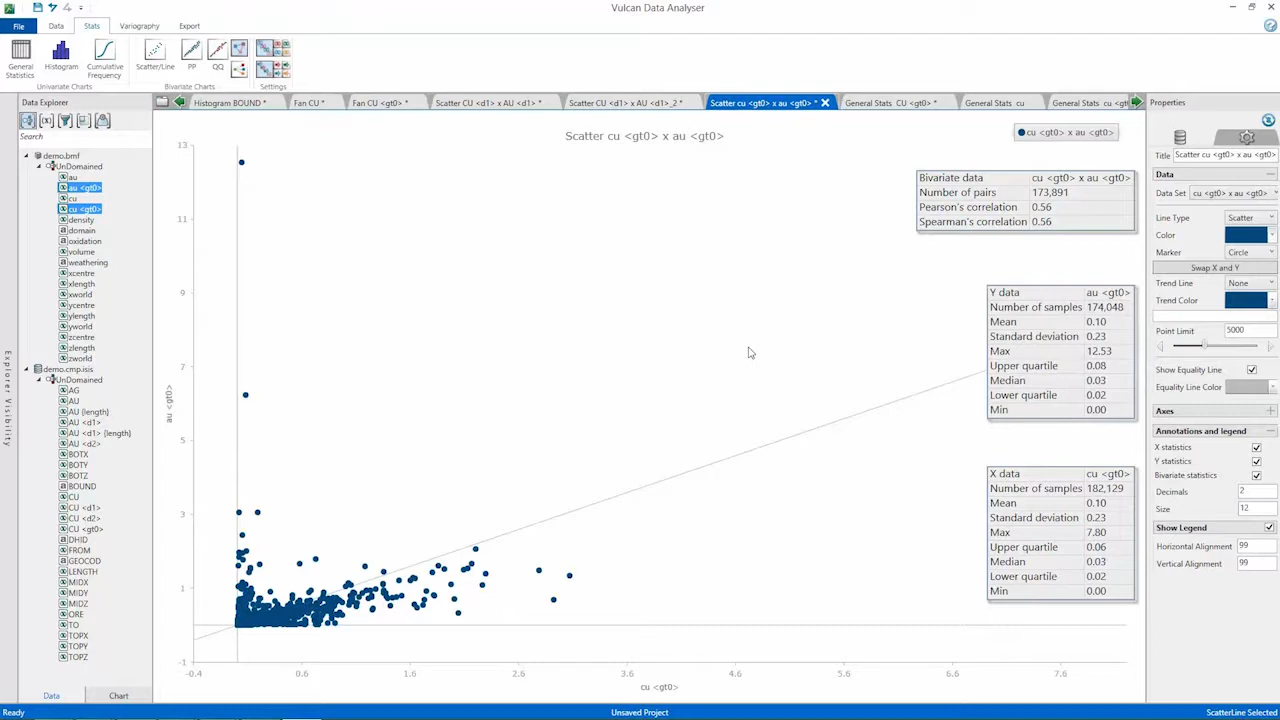 Vulcan Data Analyser
File Data Stats Variography Export
General Statistics Histogram Cumulative Frequency Scatter/Line PP QQ
Univariate Charts Bivariate Charts Settings
Data Explorer
Histogram BOUND * Fan CU * Fan CU <gt0> * Scatter CU <d1> x AU <d1> * Scatter CU <d1> x AU <d1>_2 * Scatter cu <gt0> x au <gt0> * General Stats CU <gt0> * General Stats cu General Stats cu <gt
Properties
Search
demo.bmf
UnDomained
au
au <gt0>
cu
cu <gt0>
density
domain
oxidation
volume
weathering
xcentre
xlength
xworld
ycentre
ylength
yworld
zcentre
zlength
zworld
demo.cmp.isis
UnDomained
AG
AU
AU {length}
AU <d1>
AU <d1> {length}
AU <d2>
BOTX
BOTY
BOTZ
BOUND
CU
CU <d1>
CU <d2>
CU <gt0>
DHID
FROM
GEOCOD
LENGTH
MIDX
MIDY
MIDZ
ORE
TO
TOPX
TOPY
TOPZ
Data Chart
Explorer Visibility
Scatter cu <gt0> x au <gt0>
cu <gt0> x au <gt0>
13
11
9
7
5
3
1
-1
au <gt0>
-0.4 0.6 1.6 2.6 3.6 4.6 5.6 6.6 7.6
cu <gt0>
Bivariate data cu <gt0> x au <gt0>
Number of pairs 173,891
Pearson's correlation 0.56
Spearman's correlation 0.56
Y data au <gt0>
Number of samples 174,048
Mean 0.10
Standard deviation 0.23
Max 12.53
Upper quartile 0.08
Median 0.03
Lower quartile 0.02
Min 0.00
X data cu <gt0>
Number of samples 182,129
Mean 0.10
Standard deviation 0.23
Max 7.80
Upper quartile 0.06
Median 0.03
Lower quartile 0.02
Min 0.00
Title Scatter cu <gt0> x au <gt0>
Data
Data Set cu <gt0> x au <gt0>
Line Type Scatter
Color
Marker Circle
Swap X and Y
Trend Line None
Trend Color
Point Limit 5000
Show Equality Line
Equality Line Color
Axes
Annotations and legend
X statistics
Y statistics
Bivariate statistics
Decimals 2
Size 12
Show Legend
Horizontal Alignment 99
Vertical Alignment 99
Ready Unsaved Project ScatterLine Selected